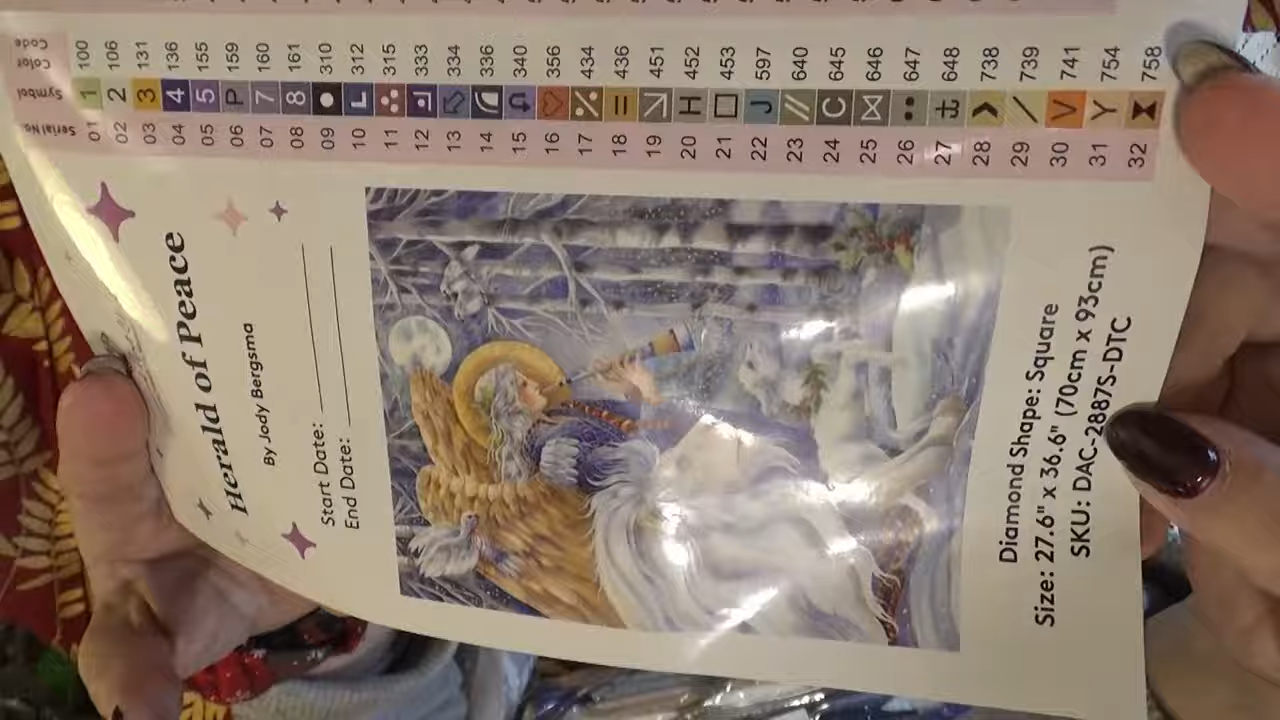 Herald of Peace
By Jody Bergsma
Start Date:
End Date:
Diamond Shape: Square
Size: 27.6" x 36.6" (70cm x 93cm)
SKU: DAC-2887S-DTC
Serial No. Symbol Color Code
01 1 100
02 2 106
03 3 131
04 4 136
05 5 155
06 P 159
07 7 160
08 8 161
09 ● 310
10 L 312
11 ∴ 315
12 333
13 334
14 336
15 340
16 ♡ 356
17 434
18 = 436
19 451
20 H 452
21 □ 453
22 J 597
23 // 640
24 C 645
25 ⋈ 646
26 •• 647
27 648
28 738
29 / 739
30 V 741
31 Y 754
32 ⧗ 758